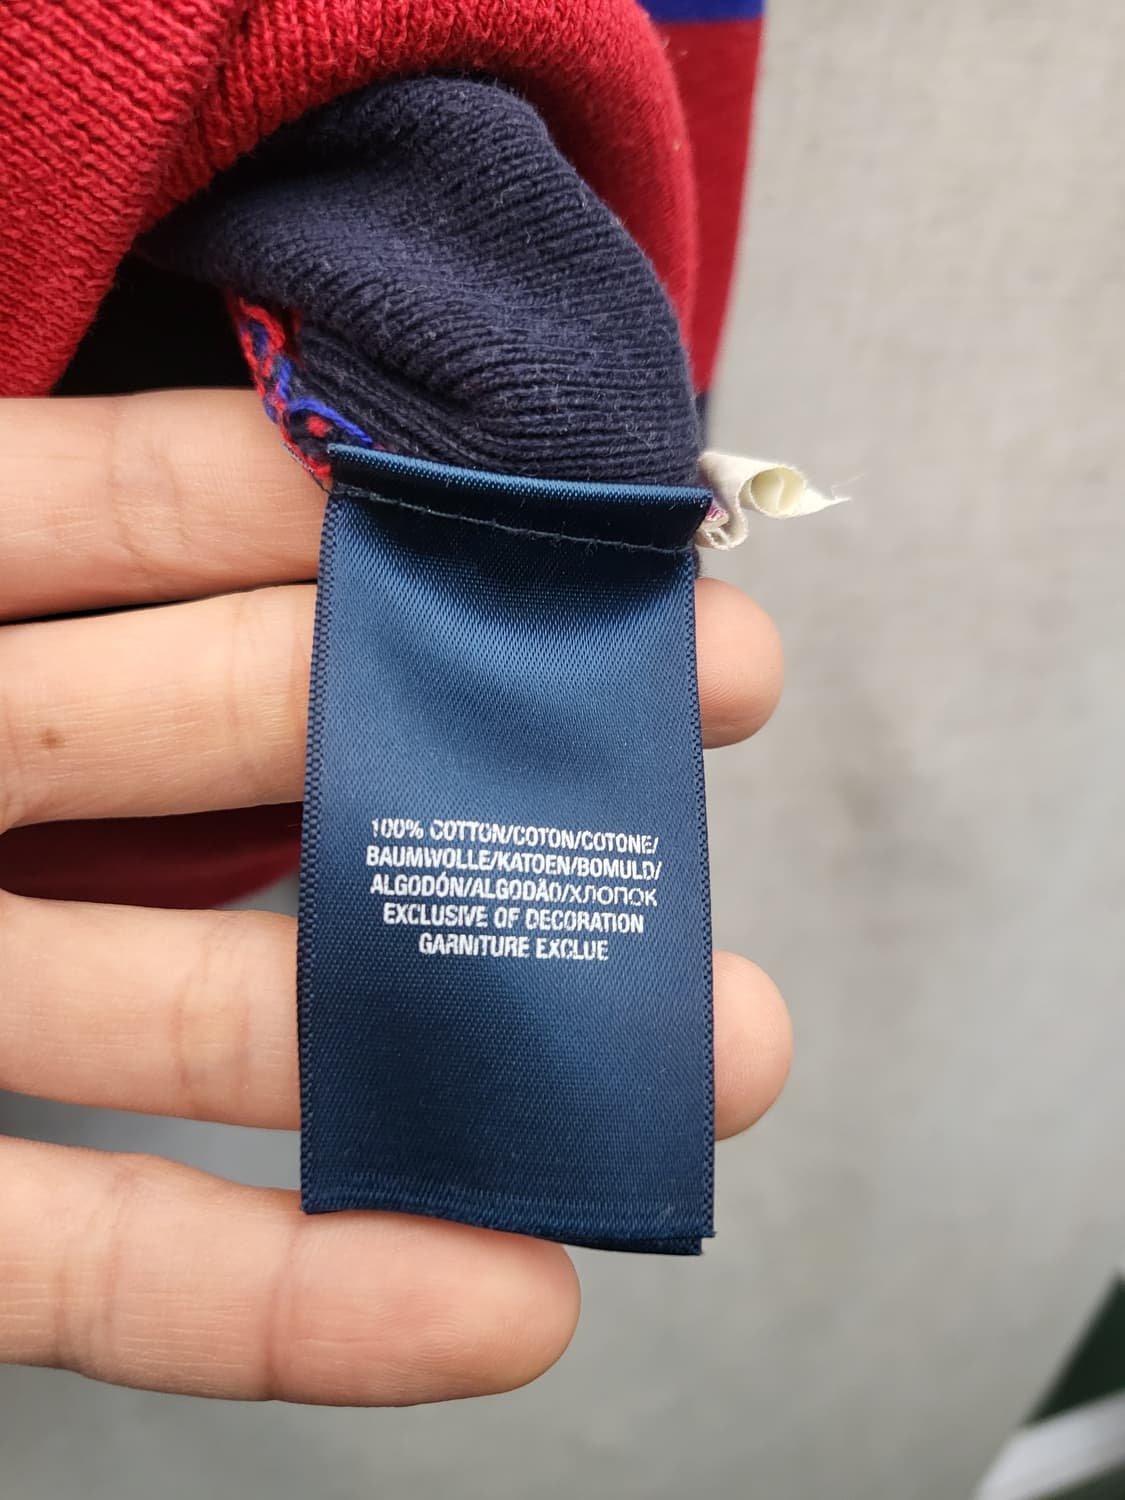 100% COTTON/COTON/COTONE/
BAUMWOLLE/KATOEN/BOMULD/
ALGODÓN/ALGODÃO/ХЛОПОК
EXCLUSIVE OF DECORATION
GARNITURE EXCLUE